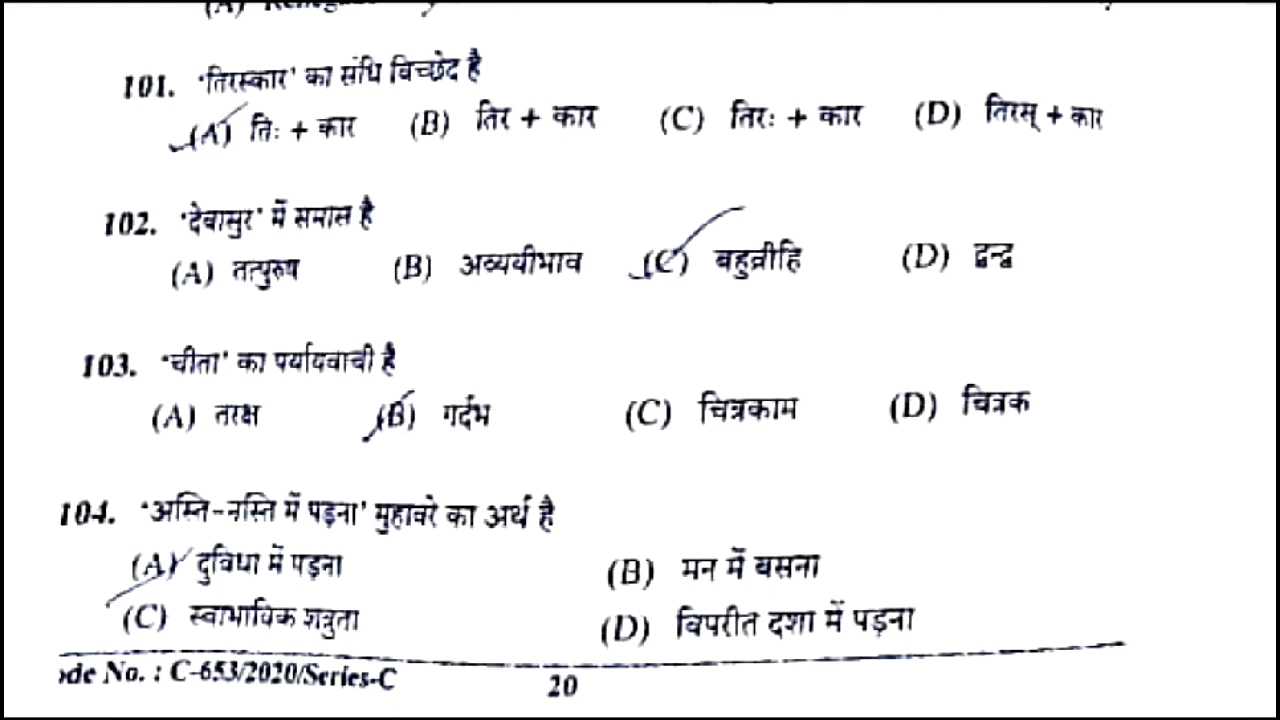 (A)
101. 'तिरस्कार' का संधि विच्छेद है
(A) तिः + कार (B) तिर + कार (C) तिरः + कार (D) तिरस् + कार
102. 'देवासुर' में समास है
(A) तत्पुरुष (B) अव्ययीभाव (C) बहुव्रीहि (D) द्वन्द्व
103. 'चीता' का पर्यायवाची है
(A) तरक्ष (B) गर्दभ (C) चित्रकाम (D) चित्रक
104. 'अस्ति-नस्ति में पड़ना' मुहावरे का अर्थ है
(A) दुविधा में पड़ना (B) मन में बसना
(C) स्वाभाविक शत्रुता (D) विपरीत दशा में पड़ना
ode No. : C-653/2020/Series-C 20